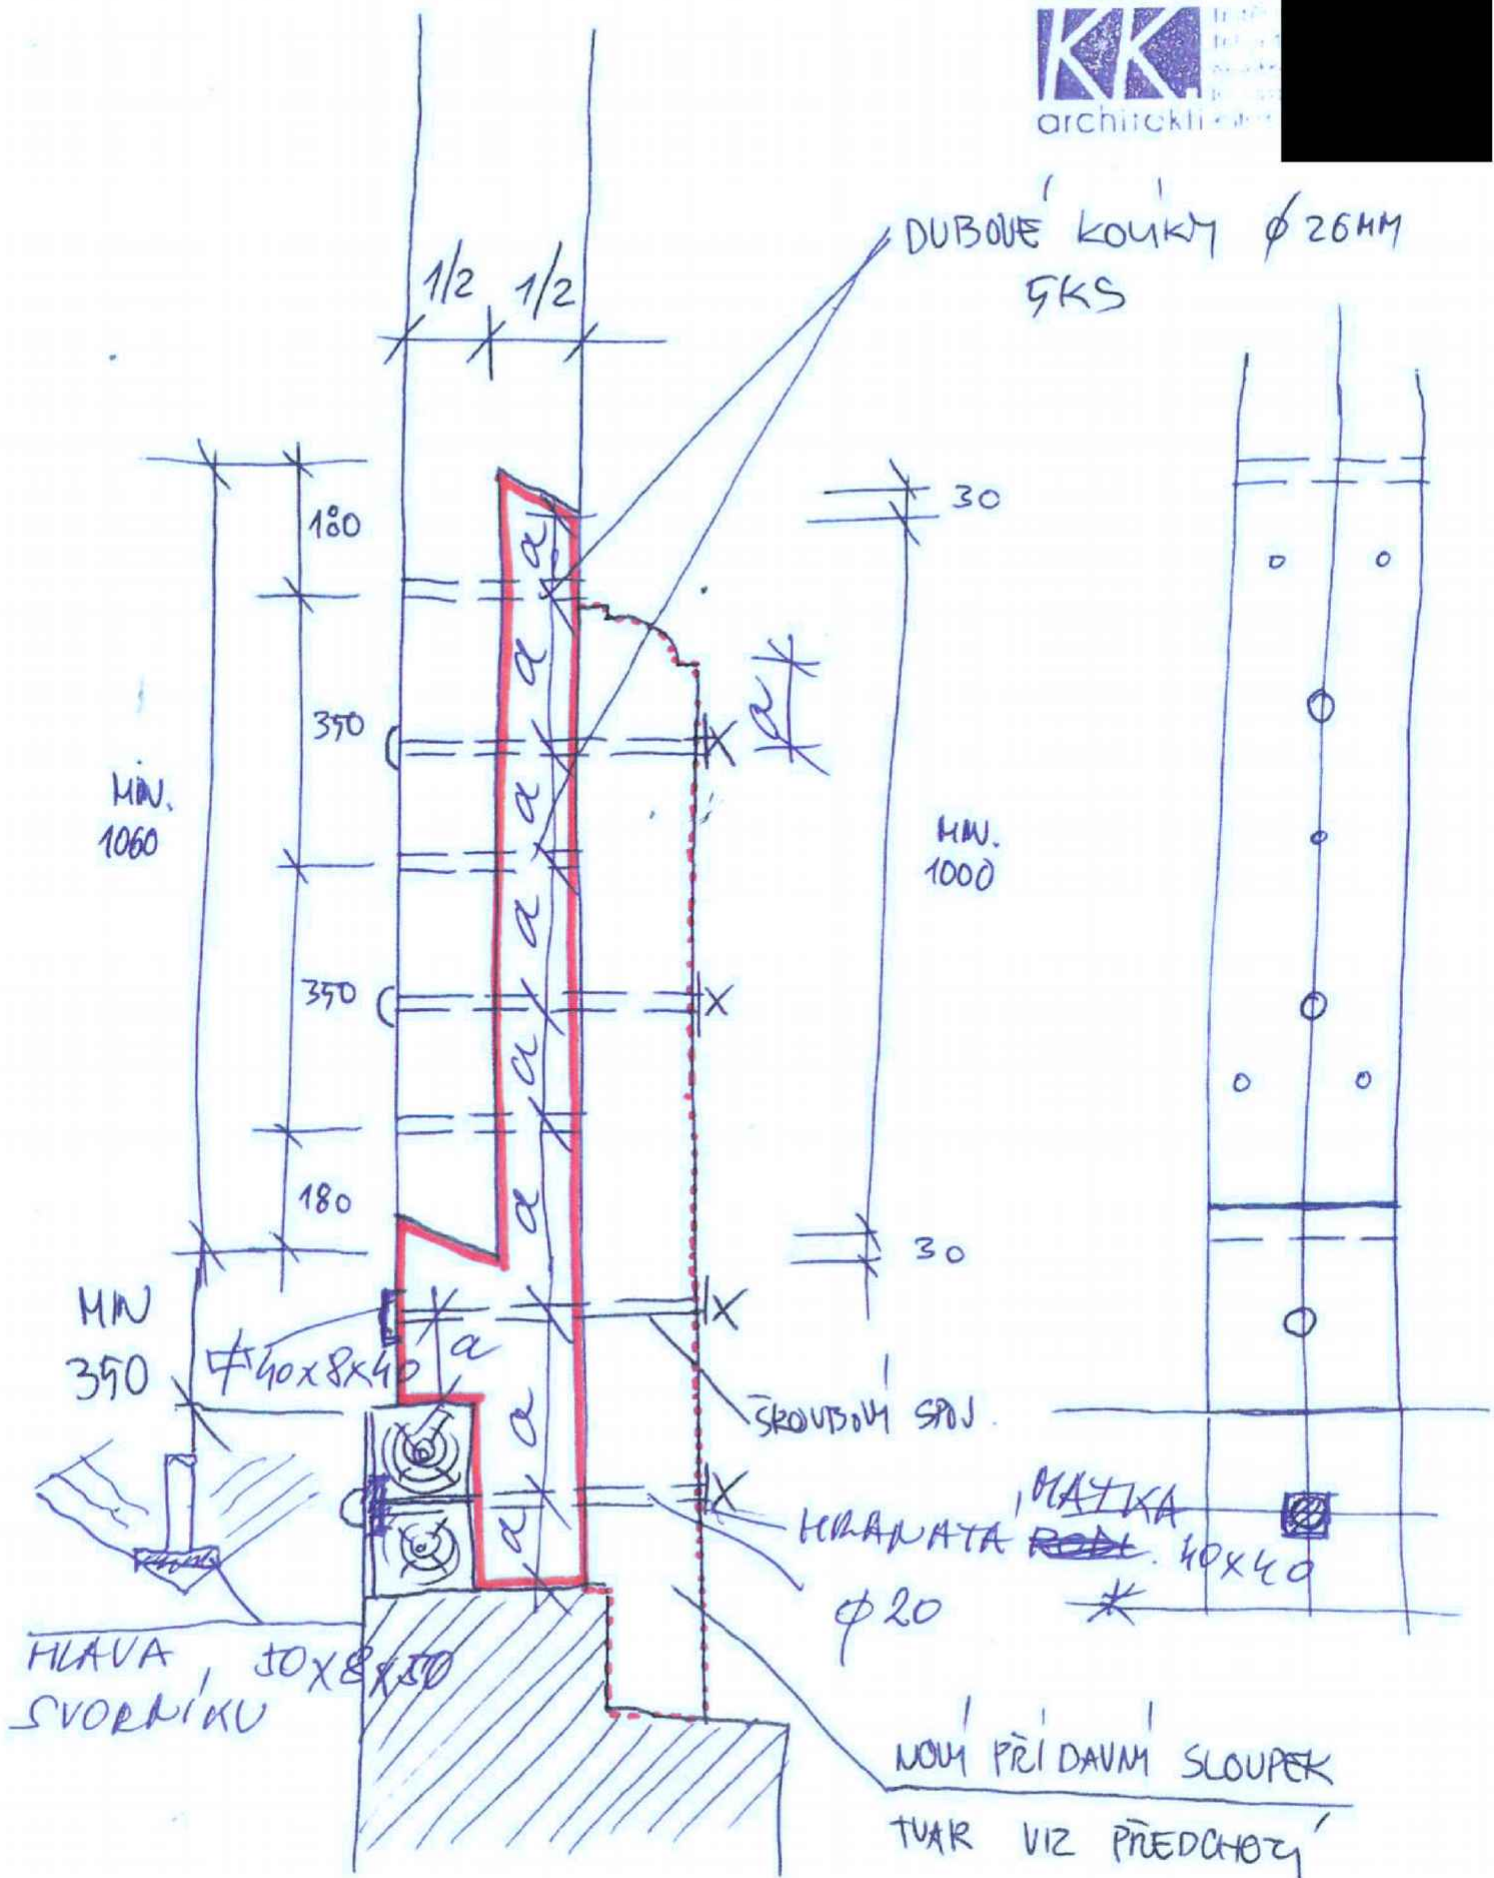 KK.
architekti
DUBOVÉ KOLÍKY ϕ 26MM
5KS
1/2 1/2
180
350
MIN.
1060
350
180
MIN
350
40x8x40
30
MIN.
1000
30
a
a
a
a
a
a
a
a
a
a
a
ŠROUBOVÝ SPOJ
HRANATÁ MATKA
40x40
ϕ 20
HLAVA, 50x8x50
SVORNÍKU
NOVÝ PŘÍDAVNÝ SLOUPEK
TVAR VIZ PŘEDCHOZÍ